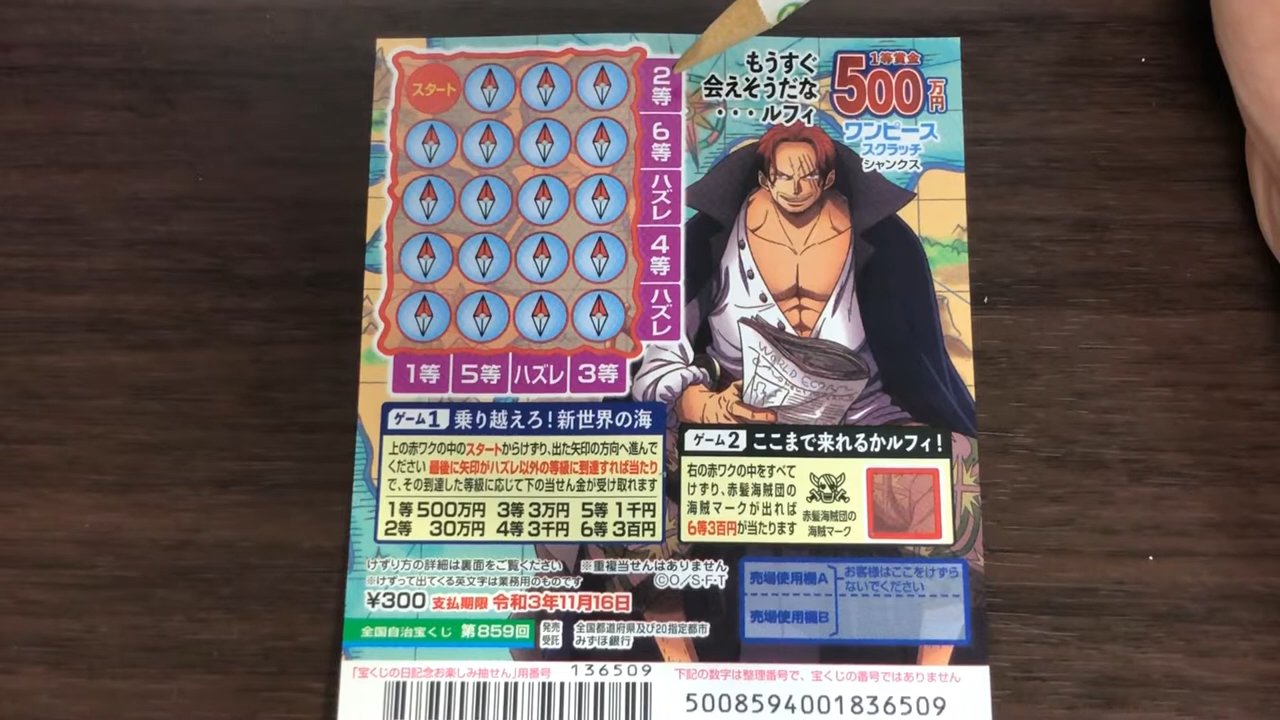 スタート
2等
6等
ハズレ
4等
ハズレ
1等
5等
ハズレ
3等
もうすぐ
会えそうだな
・・・ルフィ
1等賞金
500万円
ワンピース
スクラッチ
シャンクス
WORLD ECONOMY
ゲーム1 乗り越えろ!新世界の海
上の赤ワクの中のスタートからけずり、出た矢印の方向へ進んで
ください 最後に矢印がハズレ以外の等級に到達すれば当たり
で、その到達した等級に応じて下の当せん金が受け取れます
1等500万円 3等3万円 5等1千円
2等 30万円 4等3千円 6等3百円
ゲーム2 ここまで来れるかルフィ!
右の赤ワクの中をすべて
けずり、赤髪海賊団の
海賊マークが出れば
6等3百円が当たります
赤髪海賊団の
海賊マーク
けずり方の詳細は裏面をご覧ください ※重複当せんはありません
※けずって出てくる英文字は業務用のものです ©O/S・F・T
¥300 支払期限 令和3年11月16日
全国自治宝くじ 第859回
発売 全国都道府県及び20指定都市
受託 みずほ銀行
売場使用欄A
お客様はここをけずら
ないでください
売場使用欄B
「宝くじの日記念お楽しみ抽せん」用番号 136509
下記の数字は整理番号で、宝くじの番号ではありません
5008594001836509